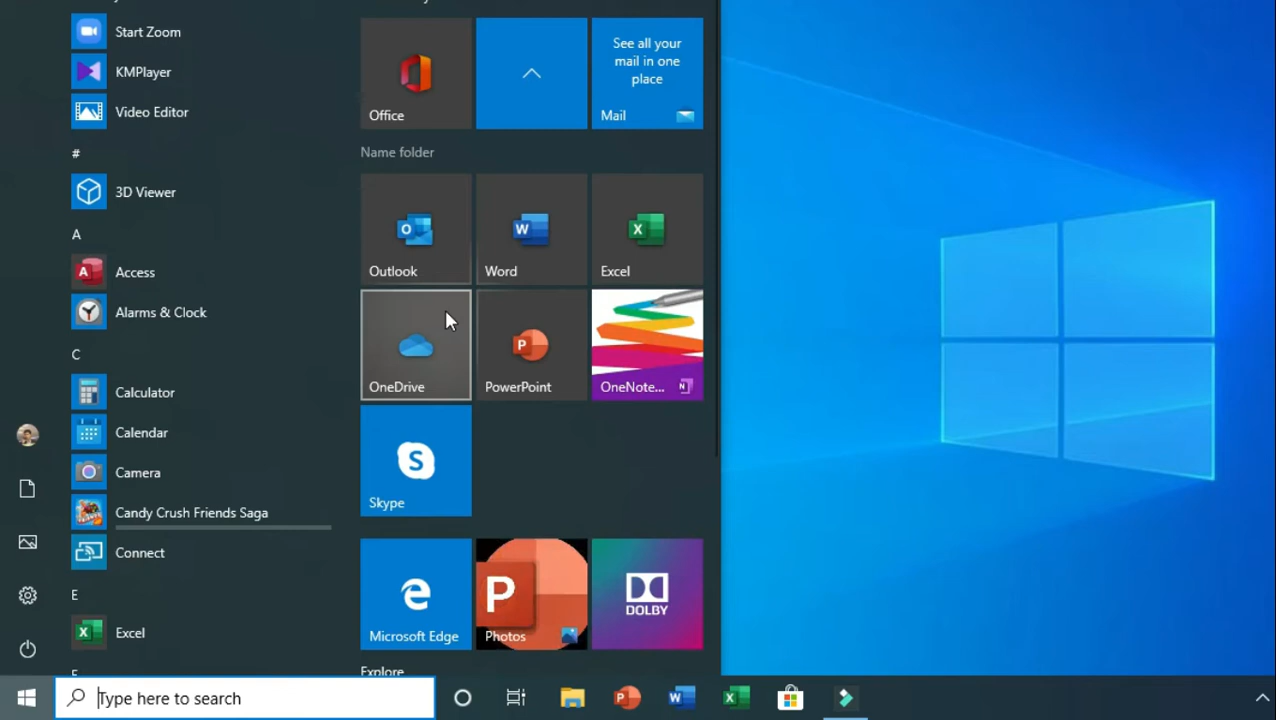 Start Zoom
KMPlayer
Video Editor
#
3D Viewer
A
Access
Alarms & Clock
C
Calculator
Calendar
Camera
Candy Crush Friends Saga
Connect
E
Excel
Office
See all your
mail in one
place
Mail
Name folder
Outlook
Word
Excel
OneDrive
PowerPoint
OneNote...
Skype
Microsoft Edge
Photos
DOLBY
Explore
Type here to search